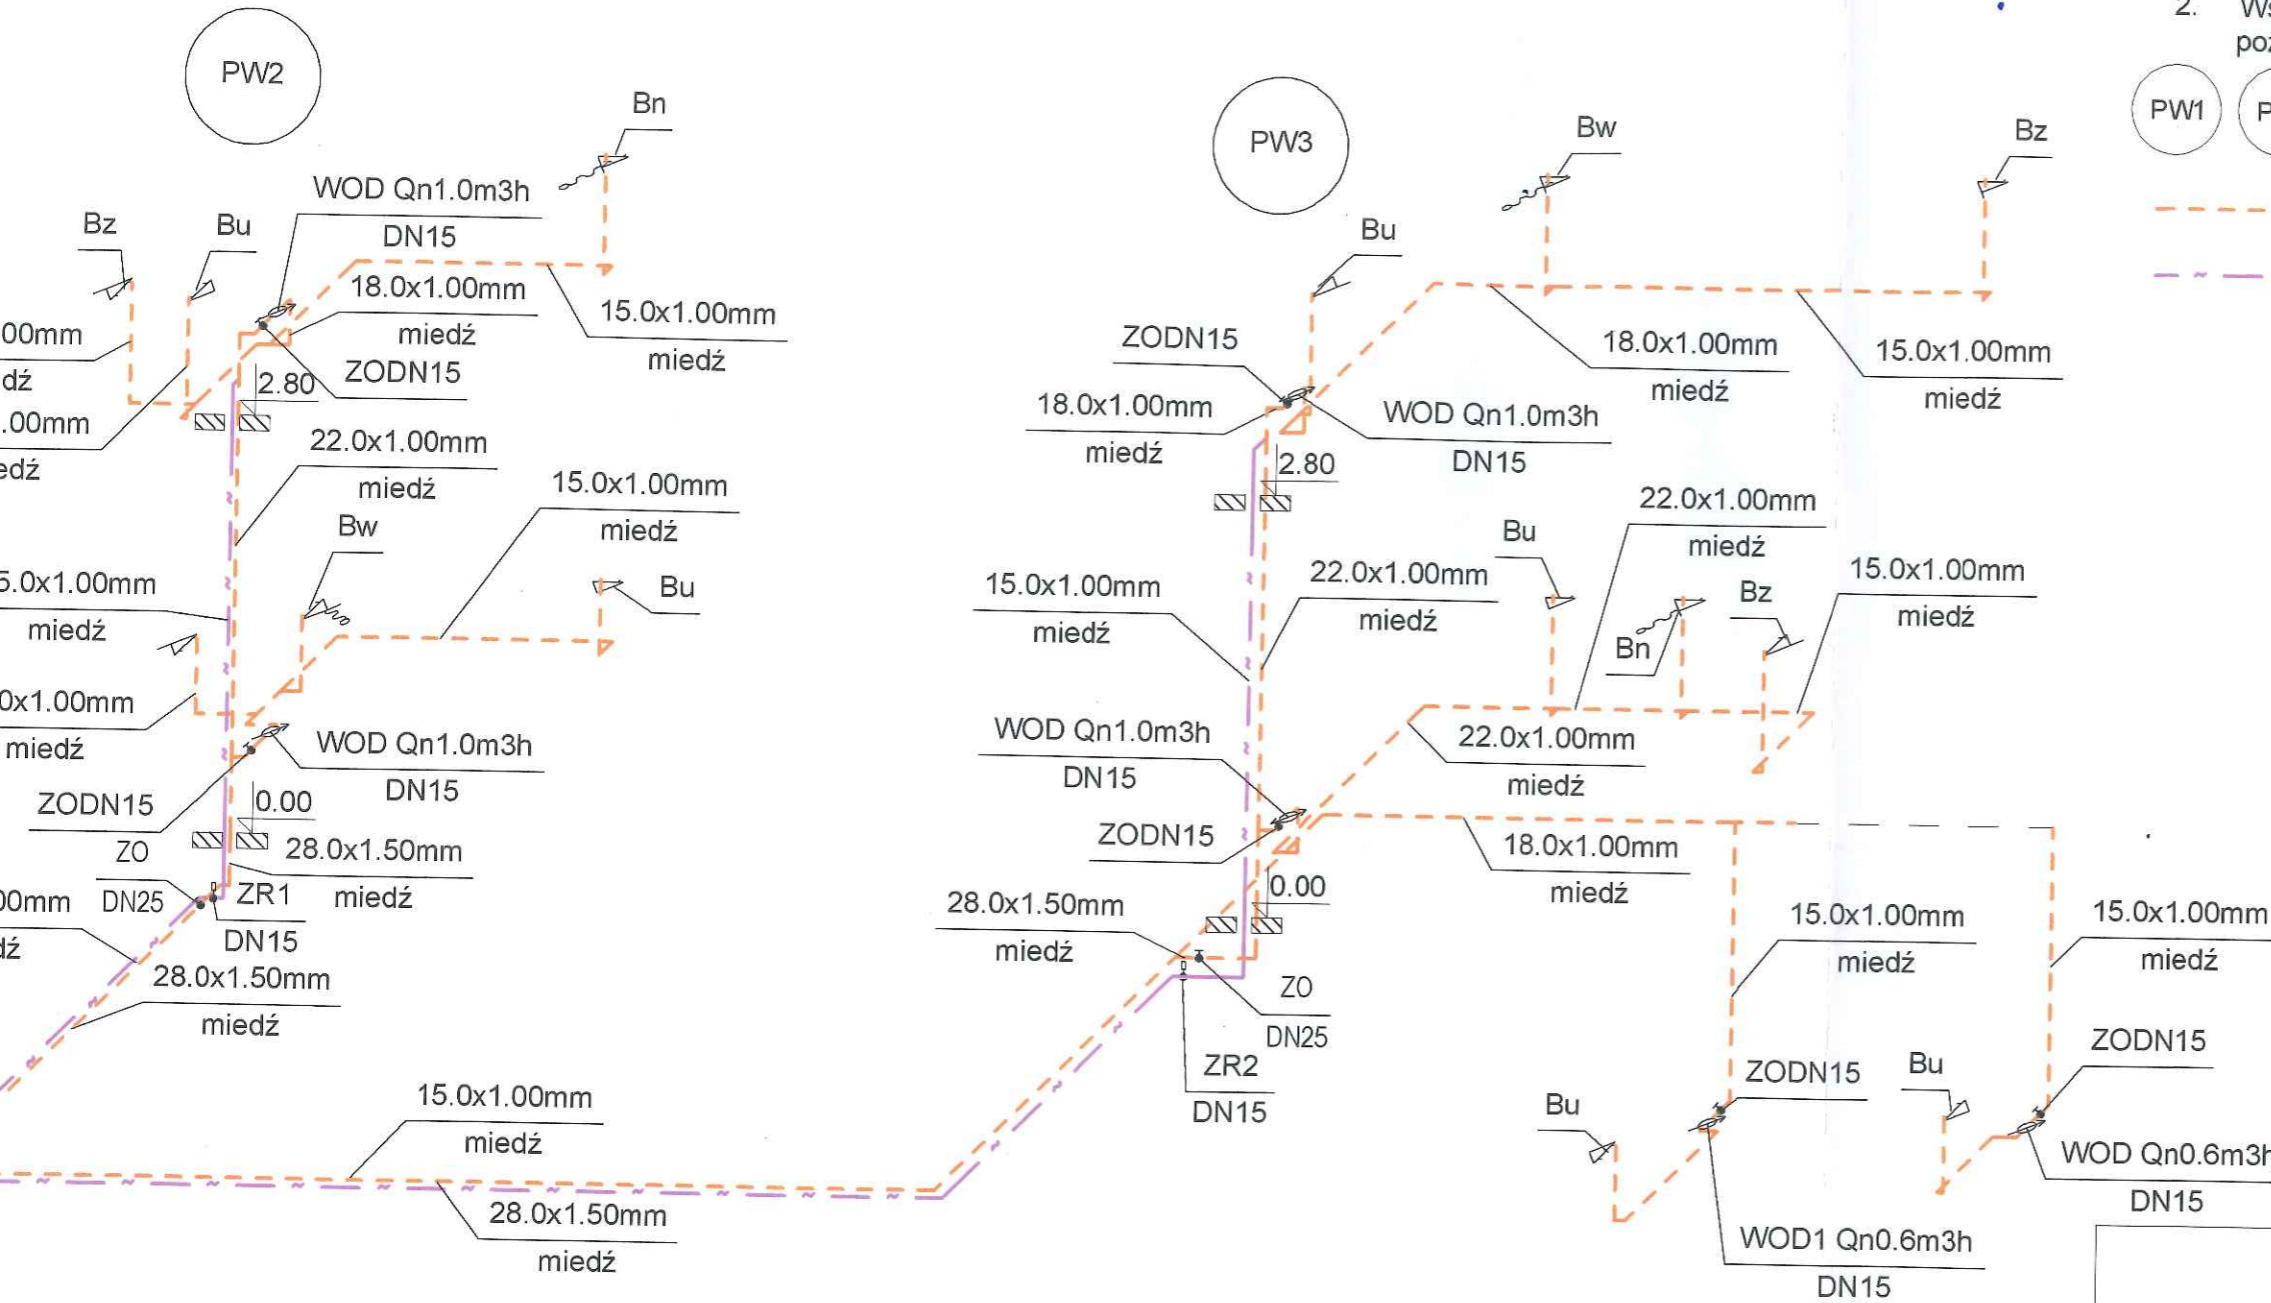 PW2
Bn
WOD Qn1.0m3h
DN15
Bz
Bu
18.0x1.00mm
miedź
15.0x1.00mm
miedź
00mm
dź
ZODN15
2.80
.00mm
edź
22.0x1.00mm
miedź
15.0x1.00mm
miedź
Bw
Bu
5.0x1.00mm
miedź
0x1.00mm
miedź
WOD Qn1.0m3h
DN15
ZODN15
0.00
ZO
DN25
28.0x1.50mm
miedź
ZR1
DN15
00mm
dź
28.0x1.50mm
miedź
15.0x1.00mm
miedź
28.0x1.50mm
miedź
PW3
Bw
Bz
Bu
ZODN15
18.0x1.00mm
miedź
15.0x1.00mm
miedź
18.0x1.00mm
miedź
WOD Qn1.0m3h
DN15
2.80
22.0x1.00mm
miedź
Bu
15.0x1.00mm
miedź
22.0x1.00mm
miedź
Bn
Bz
15.0x1.00mm
miedź
WOD Qn1.0m3h
DN15
22.0x1.00mm
miedź
ZODN15
18.0x1.00mm
miedź
0.00
28.0x1.50mm
miedź
ZO
DN25
ZR2
DN15
15.0x1.00mm
miedź
15.0x1.00mm
miedź
ZODN15
Bu
ZODN15
Bu
WOD Qn0.6m3h
DN15
WOD1 Qn0.6m3h
DN15
2. Ws
poz
PW1
P